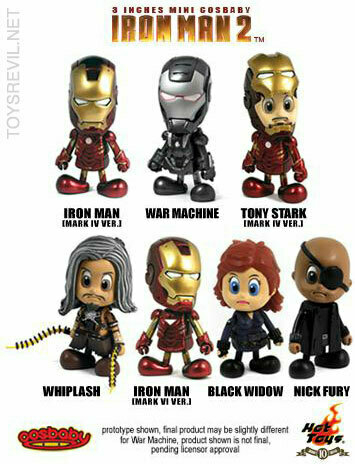 3 INCHES MINI COSBABY
IRON MAN 2 TM
TOYSREVIL.NET
IRON MAN
(MARK IV VER.)
WAR MACHINE
TONY STARK
(MARK IV VER.)
WHIPLASH
IRON MAN
(MARK VI VER.)
BLACK WIDOW
NICK FURY
cosbaby
prototype shown, final product may be slightly different
for War Machine, product shown is not final,
pending licensor approval
Hot
Toys
10